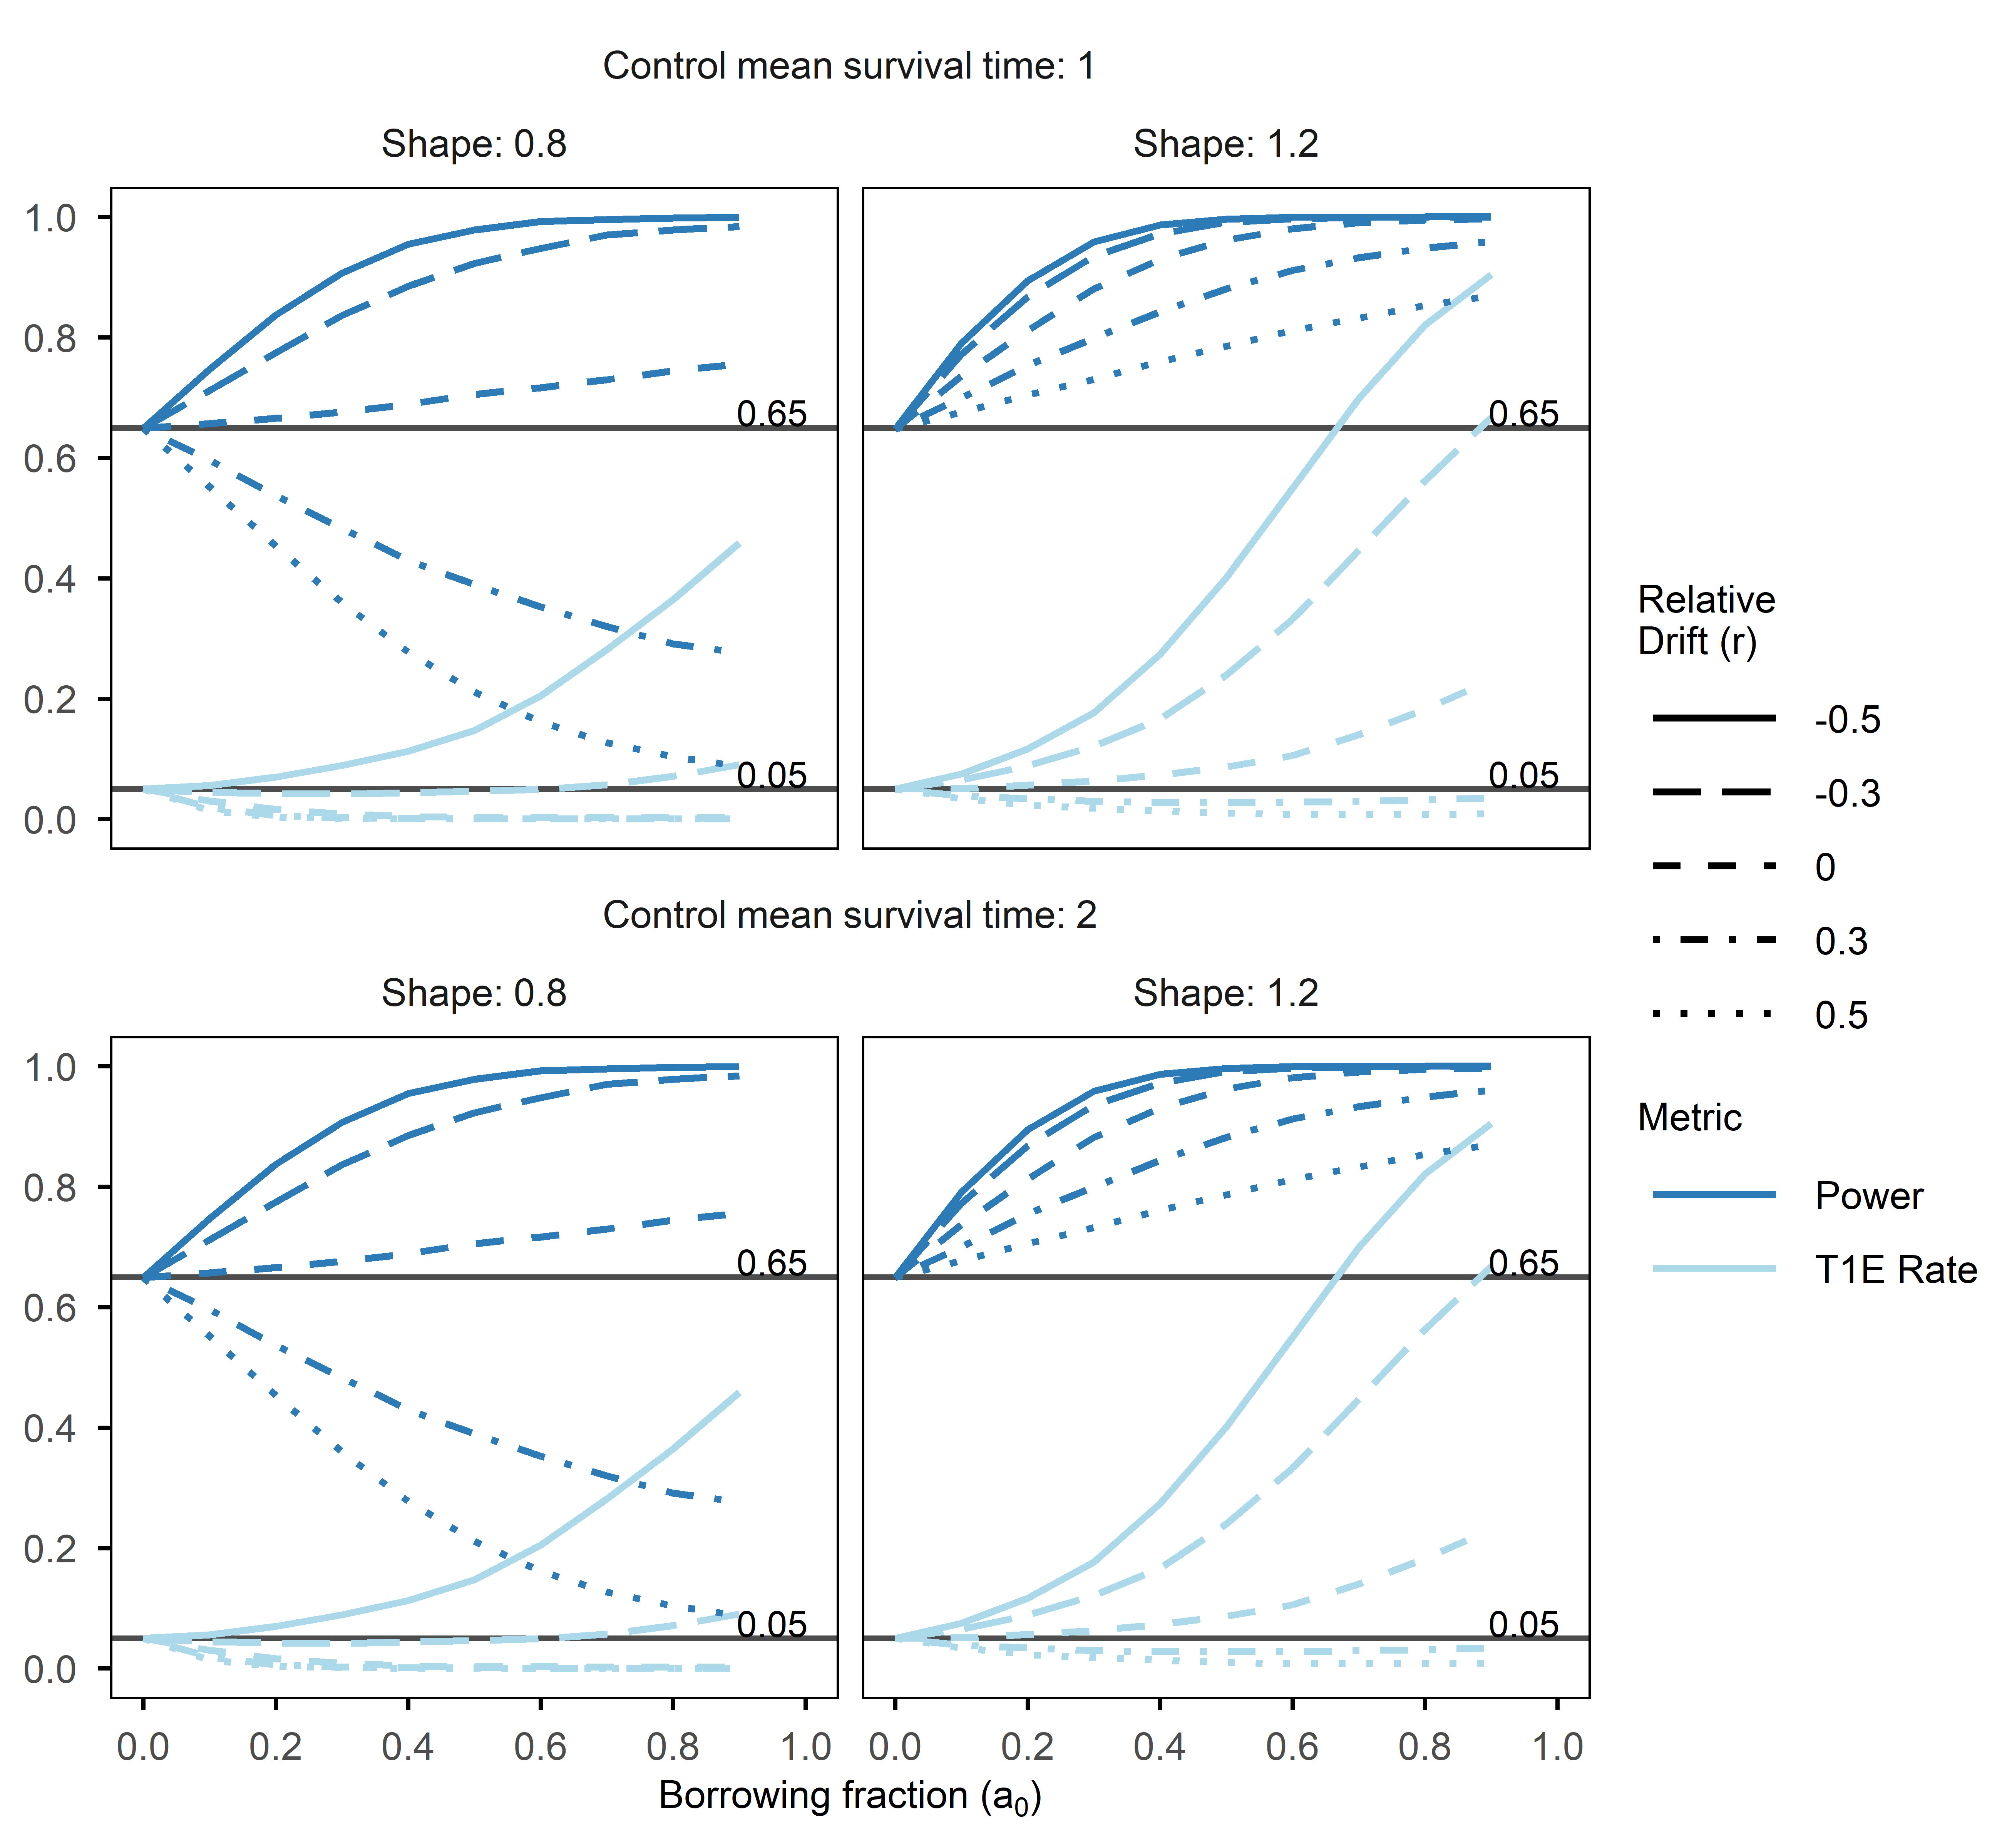 Control mean survival time: 1
Shape: 0.8
Shape: 1.2
1.0
0.8
0.6
0.4
0.2
0.0
0.65
0.05
0.65
0.05
Control mean survival time: 2
Shape: 0.8
Shape: 1.2
1.0
0.8
0.6
0.4
0.2
0.0
0.65
0.05
0.65
0.05
0.0 0.2 0.4 0.6 0.8 1.0
0.0 0.2 0.4 0.6 0.8 1.0
Borrowing fraction (a₀)
Relative
Drift (r)
-0.5
-0.3
0
0.3
0.5
Metric
Power
T1E Rate